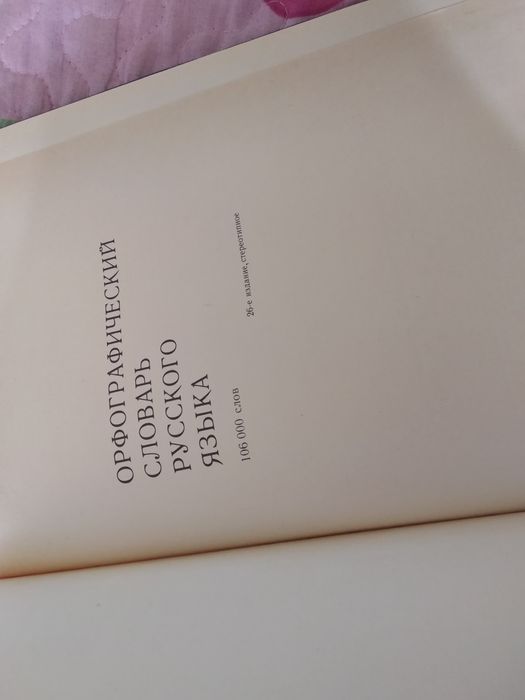 ОРФОГРАФИЧЕСКИЙ
СЛОВАРЬ
РУССКОГО
ЯЗЫКА
106 000 слов
26-е издание, стереотипное